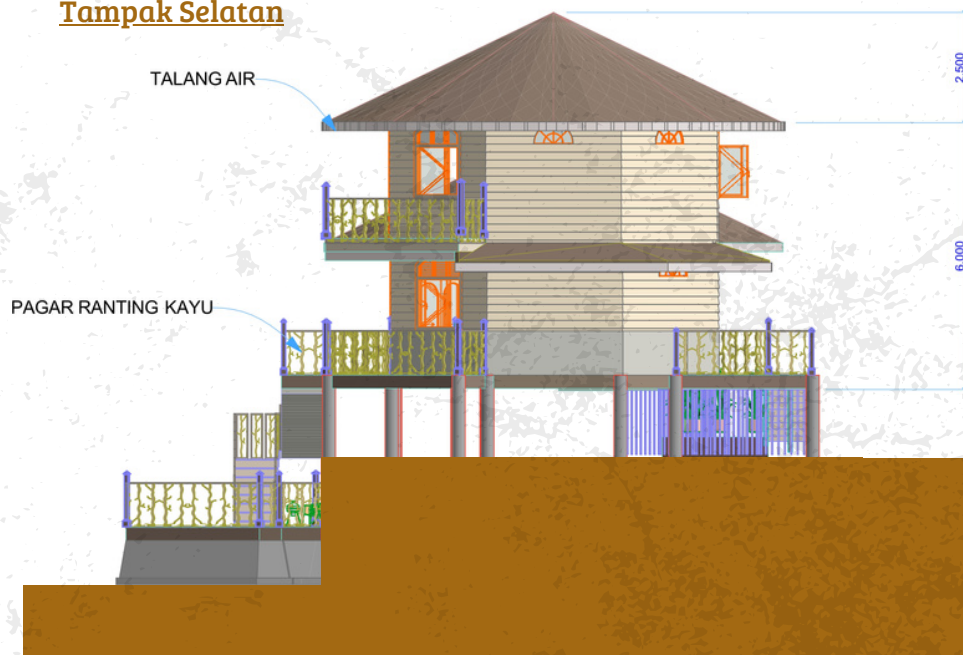 Tampak Selatan
TALANG AIR
2.500
6.000
PAGAR RANTING KAYU